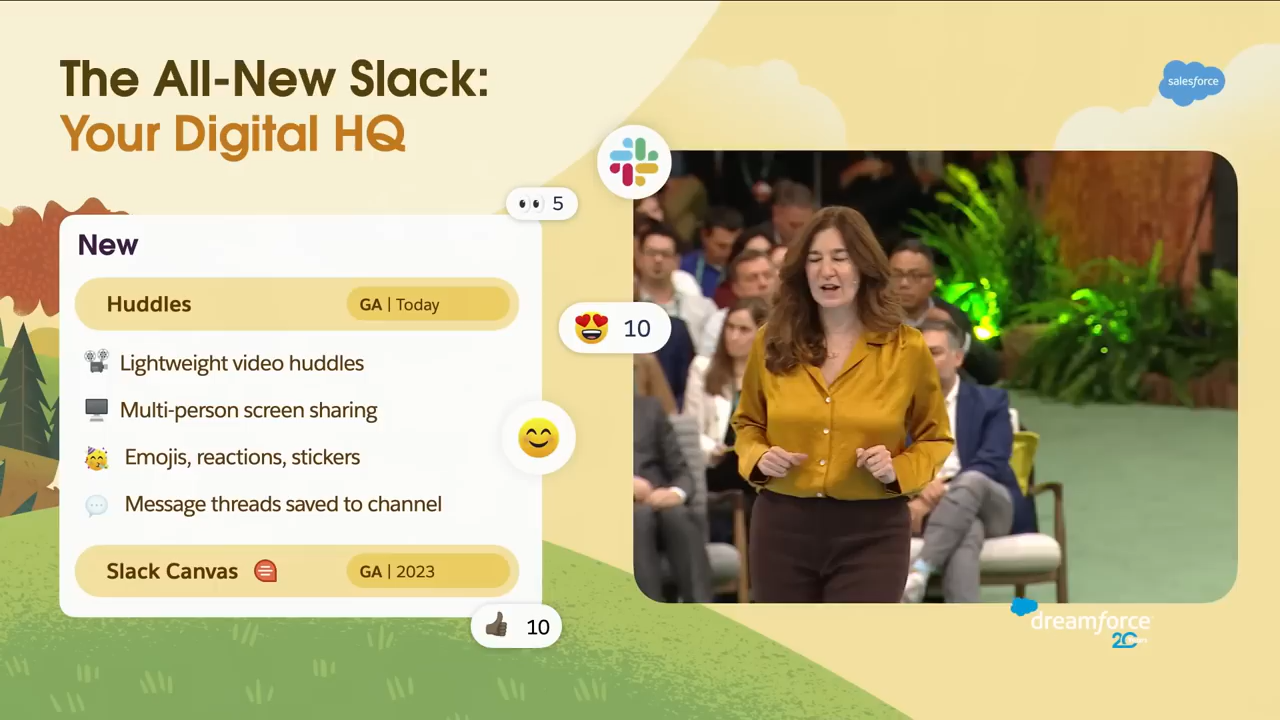 The All-New Slack:
Your Digital HQ
salesforce
5
New
Huddles
GA | Today
10
Lightweight video huddles
Multi-person screen sharing
Emojis, reactions, stickers
Message threads saved to channel
Slack Canvas
GA | 2023
10
dreamforce
20